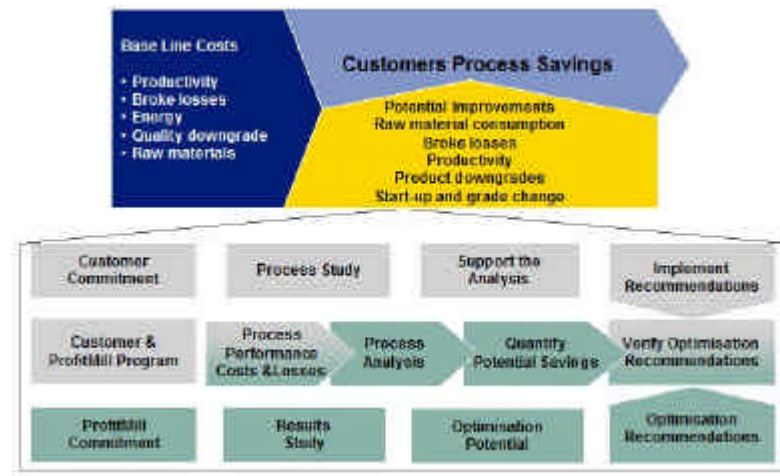 Base Line Costs
• Productivity
• Broke losses
• Energy
• Quality downgrade
• Raw materials
Customers Process Savings
Potential Improvements
Raw material consumption
Broke losses
Productivity
Product downgrades
Start-up and grade change
Customer
Commitment
Process Study
Support the
Analysis
Implement
Recommendations
Customer &
ProfitMill Program
Process
Performance
Costs &Losses
Process
Analysis
Quantify
Potential Savings
Verify Optimisation
Recommendations
ProfitMill
Commitment
Results
Study
Optimisation
Potential
Optimisation
Recommendations